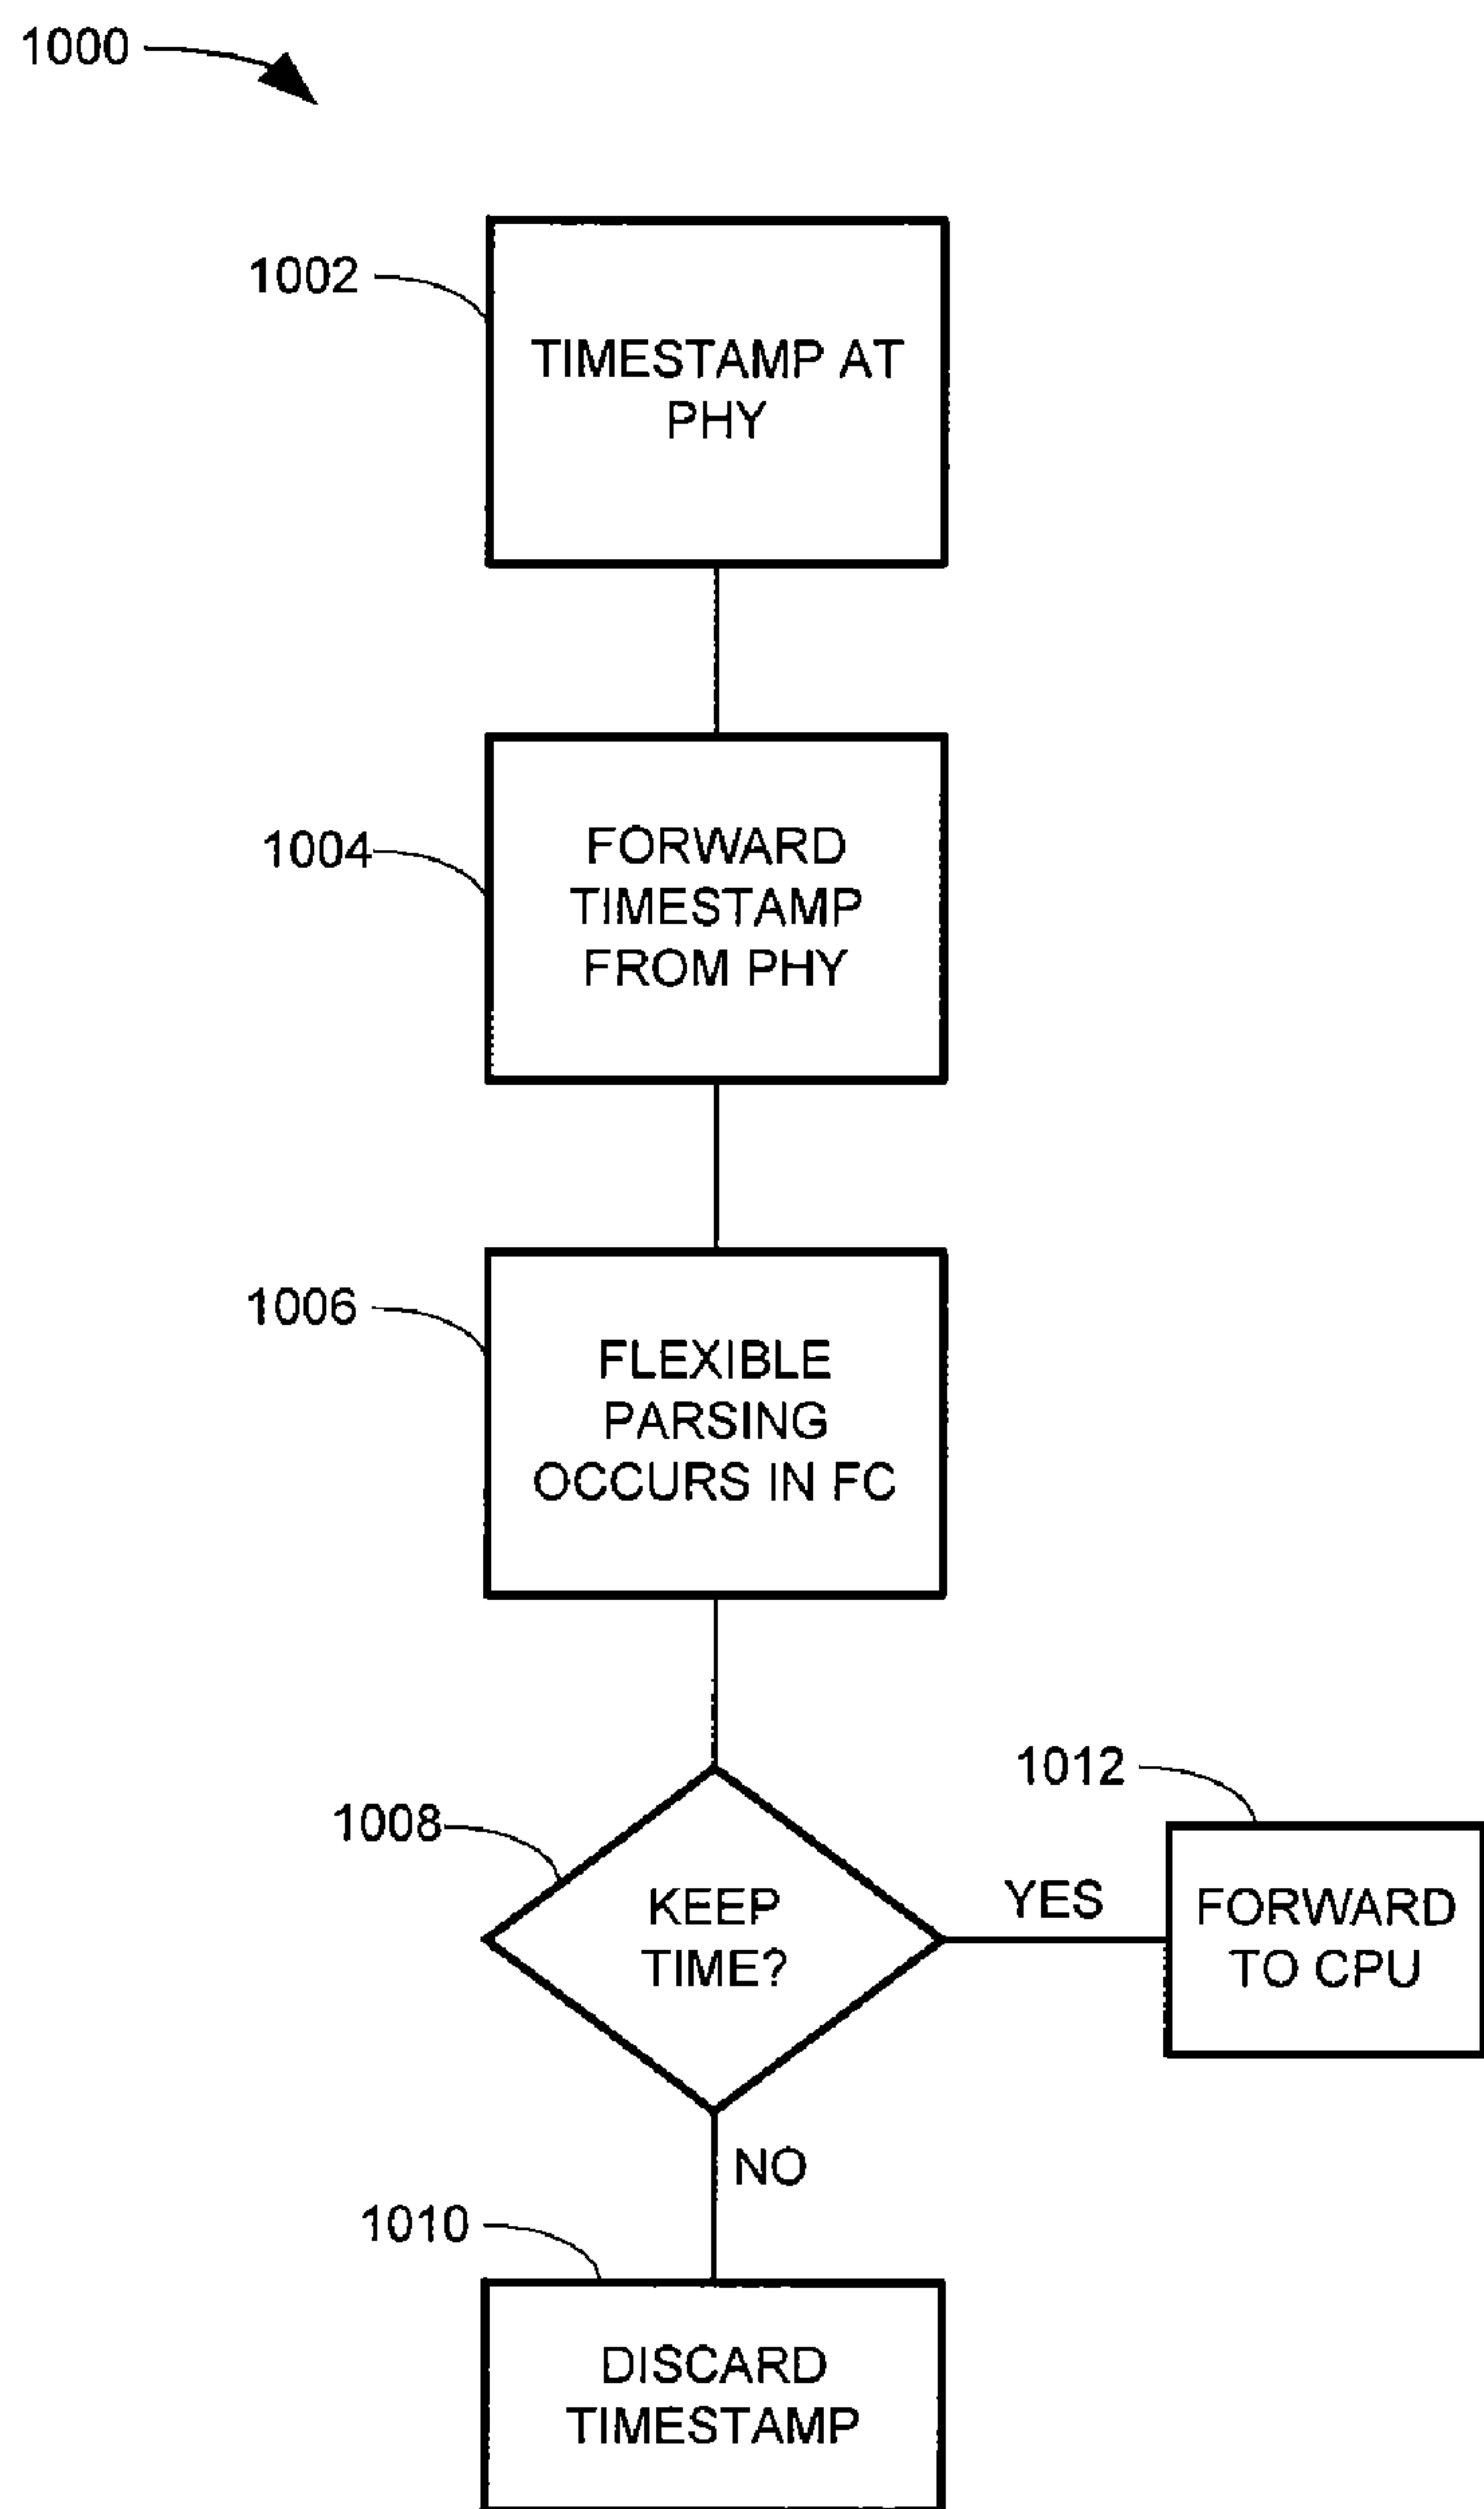 1000
1002
TIMESTAMP AT
PHY
1004
FORWARD
TIMESTAMP
FROM PHY
1006
FLEXIBLE
PARSING
OCCURS IN FC
1008
KEEP
TIME?
YES
1012
FORWARD
TO CPU
NO
1010
DISCARD
TIMESTAMP